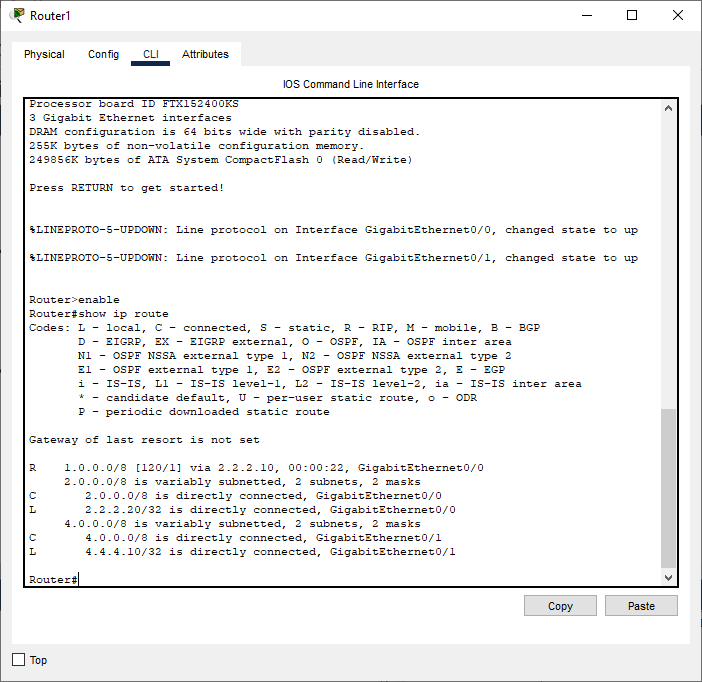 Router1
Physical Config CLI Attributes
IOS Command Line Interface
Processor board ID FTX152400KS
3 Gigabit Ethernet interfaces
DRAM configuration is 64 bits wide with parity disabled.
255K bytes of non-volatile configuration memory.
249856K bytes of ATA System CompactFlash 0 (Read/Write)
Press RETURN to get started!
%LINEPROTO-5-UPDOWN: Line protocol on Interface GigabitEthernet0/0, changed state to up
%LINEPROTO-5-UPDOWN: Line protocol on Interface GigabitEthernet0/1, changed state to up
Router>enable
Router#show ip route
Codes: L - local, C - connected, S - static, R - RIP, M - mobile, B - BGP
D - EIGRP, EX - EIGRP external, O - OSPF, IA - OSPF inter area
N1 - OSPF NSSA external type 1, N2 - OSPF NSSA external type 2
E1 - OSPF external type 1, E2 - OSPF external type 2, E - EGP
i - IS-IS, L1 - IS-IS level-1, L2 - IS-IS level-2, ia - IS-IS inter area
* - candidate default, U - per-user static route, o - ODR
P - periodic downloaded static route
Gateway of last resort is not set
R 1.0.0.0/8 [120/1] via 2.2.2.10, 00:00:22, GigabitEthernet0/0
2.0.0.0/8 is variably subnetted, 2 subnets, 2 masks
C 2.0.0.0/8 is directly connected, GigabitEthernet0/0
L 2.2.2.20/32 is directly connected, GigabitEthernet0/0
4.0.0.0/8 is variably subnetted, 2 subnets, 2 masks
C 4.0.0.0/8 is directly connected, GigabitEthernet0/1
L 4.4.4.10/32 is directly connected, GigabitEthernet0/1
Router#
Copy Paste
Top